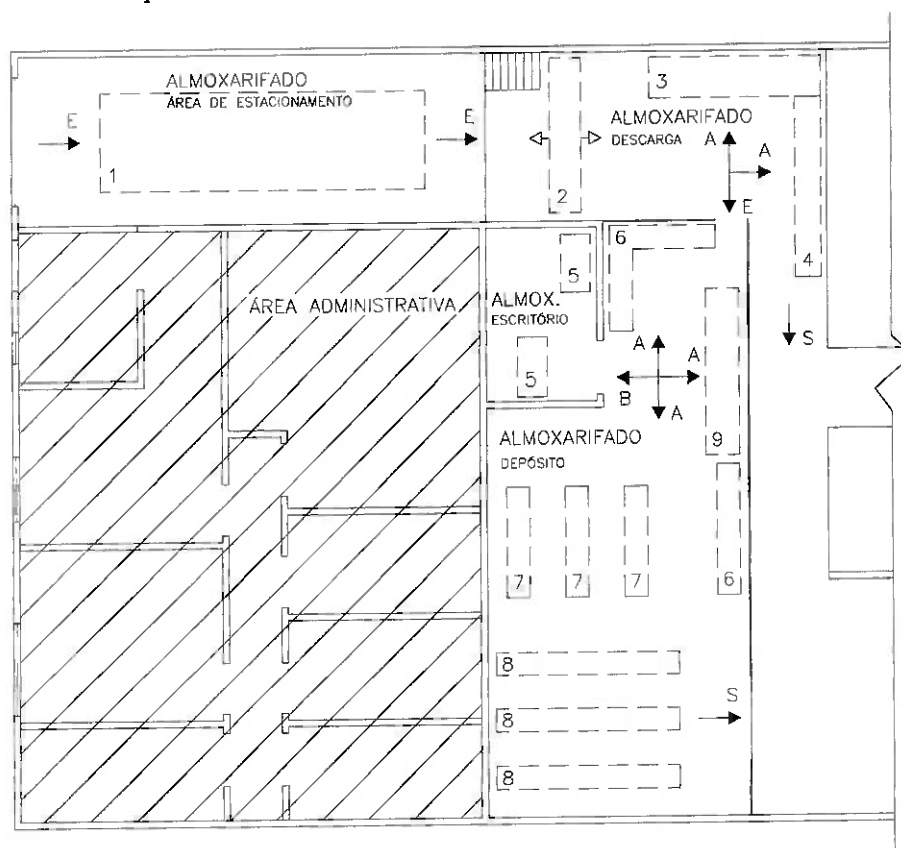 ALMOXARIFADO
ÁREA DE ESTACIONAMENTO
E
E
1
2
3
ALMOXARIFADO
DESCARGA
A
A
E
4
S
ÁREA ADMINISTRATIVA
5
ALMOX.
ESCRITÓRIO
5
6
A
A
B
A
9
ALMOXARIFADO
DEPÓSITO
7
7
7
6
8
8
S
8